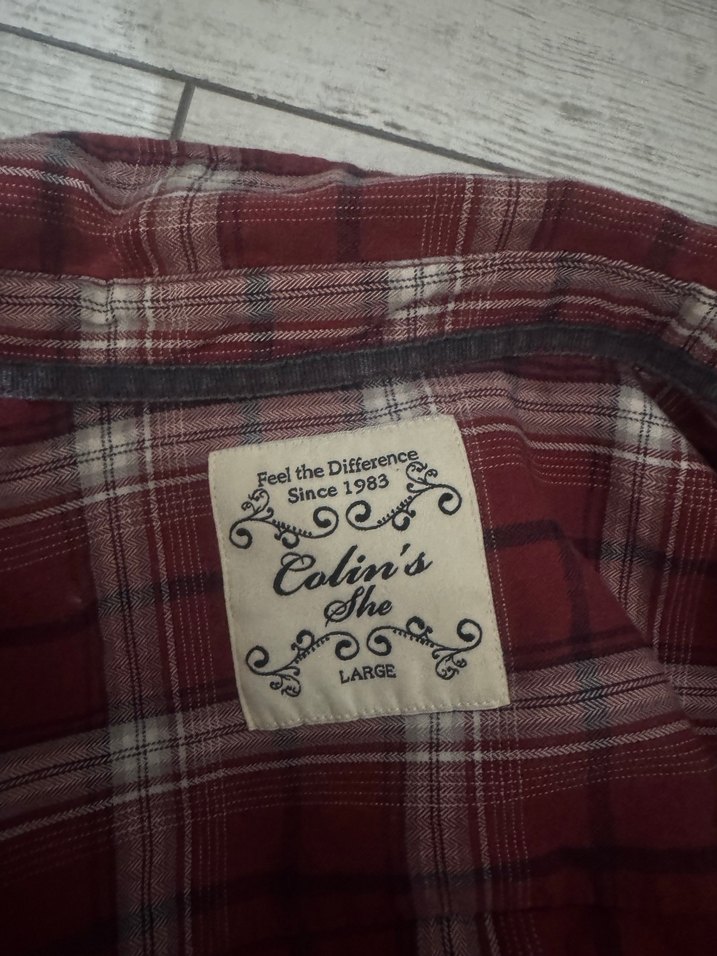 Feel the Difference
Since 1983
Colin's
She
LARGE